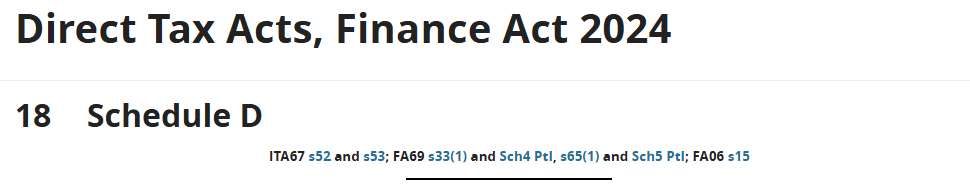 Direct Tax Acts, Finance Act 2024
18 Schedule D
ITA67 s52 and s53; FA69 s33(1) and Sch4 PtI, s65(1) and Sch5 PtI; FA06 s15